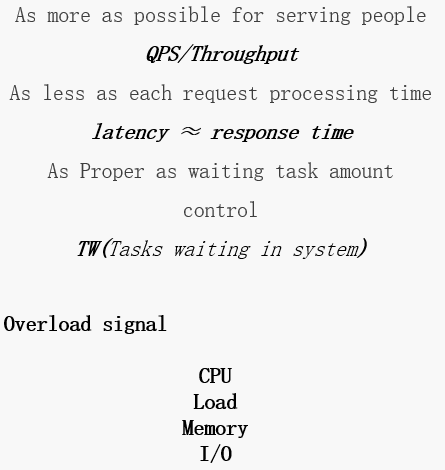 As more as possible for serving people
QPS/Throughput
As less as each request processing time
latency ≈ response time
As Proper as waiting task amount
control
TW(Tasks waiting in system)
Overload signal
CPU
Load
Memory
I/O